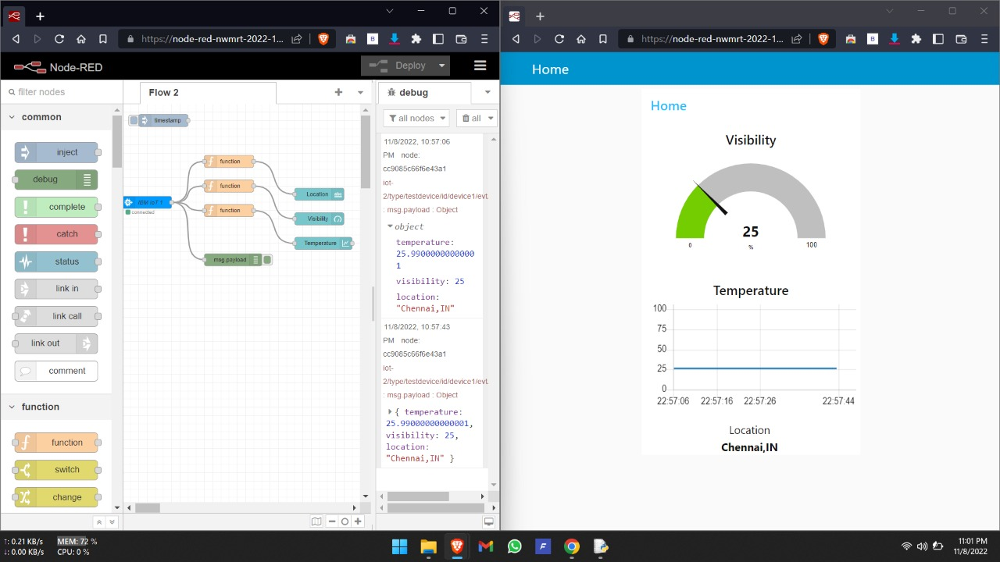 https://node-red-nwmrt-2022-1...
Node-RED
Deploy
filter nodes
common
inject
debug
complete
catch
status
link in
link call
link out
comment
function
function
switch
change
Flow 2
timestamp
function
function
function
IBM IoT 1
connected
msg.payload
Location
Visibility
Temperature
debug
all nodes
all
11/8/2022, 10:57:06
PM node:
cc9085c66f6e43a1
iot-
2/type/testdevice/id/device1/evt
: msg.payload : Object
object
temperature:
25.9900000000000
1
visibility: 25
location:
"Chennai,IN"
11/8/2022, 10:57:43
PM node:
cc9085c66f6e43a1
iot-
2/type/testdevice/id/device1/evt
: msg.payload : Object
{ temperature:
25.990000000000001,
visibility: 25,
location:
"Chennai,IN" }
https://node-red-nwmrt-2022-1...
Home
Home
Visibility
25
%
0
100
Temperature
100
75
50
25
0
22:57:06 22:57:16 22:57:26 22:57:44
Location
Chennai,IN
↑: 0.21 KB/s MEM: 72 %
↓: 0.00 KB/s CPU: 0 %
11:01 PM
11/8/2022